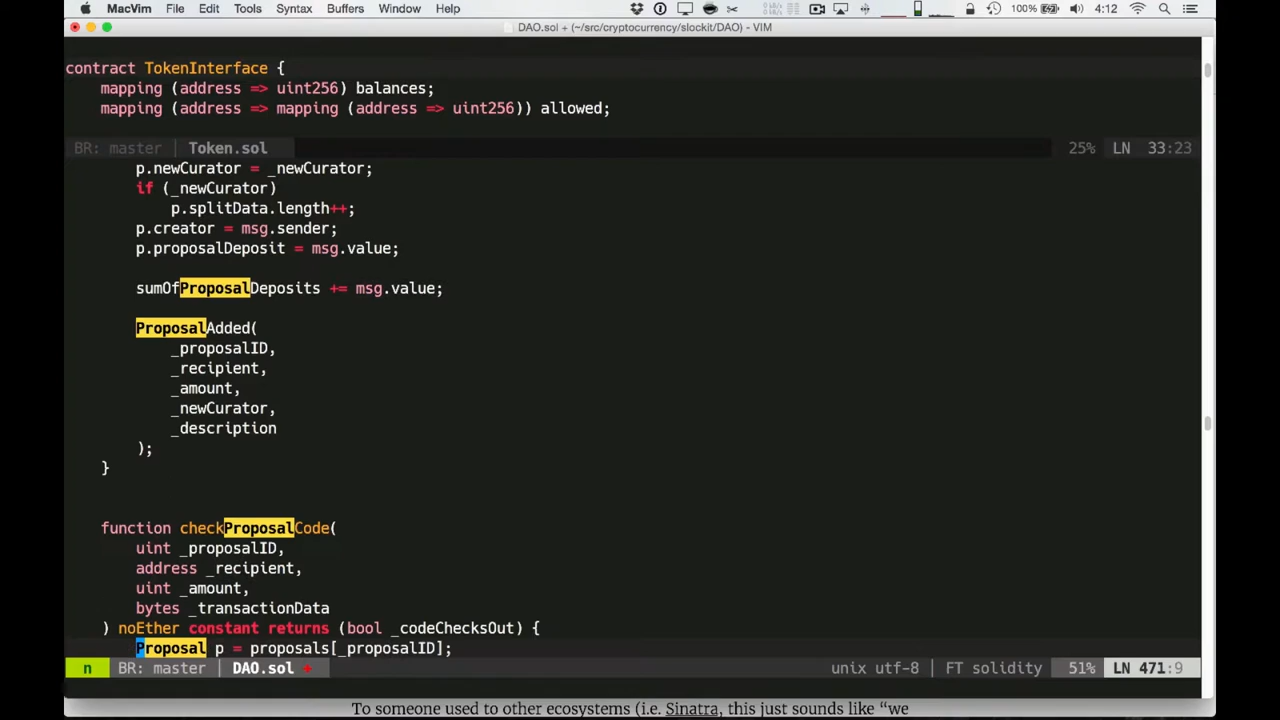 MacVim File Edit Tools Syntax Buffers Window Help 100% 4:12
DAO.sol + (~/src/cryptocurrency/slockit/DAO) - VIM
contract TokenInterface {
mapping (address => uint256) balances;
mapping (address => mapping (address => uint256)) allowed;
BR: master | Token.sol 25% LN 33:23
p.newCurator = _newCurator;
if (_newCurator)
p.splitData.length++;
p.creator = msg.sender;
p.proposalDeposit = msg.value;
sumOfProposalDeposits += msg.value;
ProposalAdded(
_proposalID,
_recipient,
_amount,
_newCurator,
_description
);
}
function checkProposalCode(
uint _proposalID,
address _recipient,
uint _amount,
bytes _transactionData
) noEther constant returns (bool _codeChecksOut) {
Proposal p = proposals[_proposalID];
n BR: master | DAO.sol + unix utf-8 | FT solidity 51% LN 471:9
To someone used to other ecosystems (i.e. Sinatra, this just sounds like “we